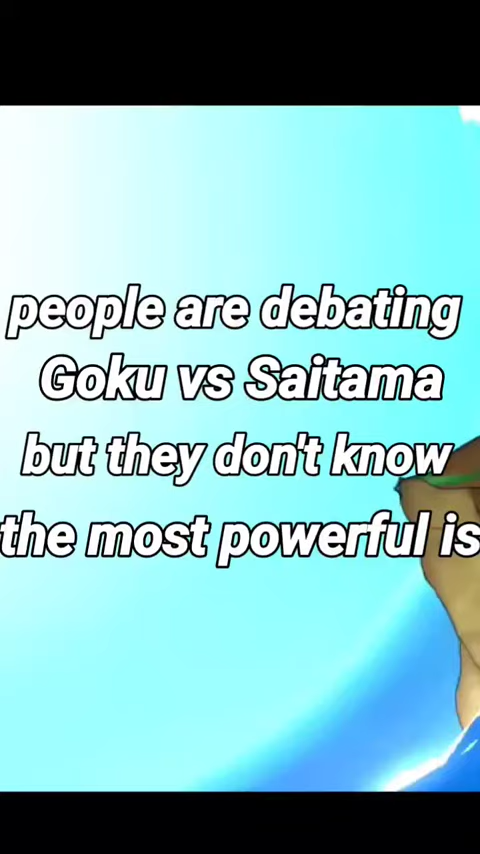 people are debating
Goku vs Saitama
but they don't know
the most powerful is